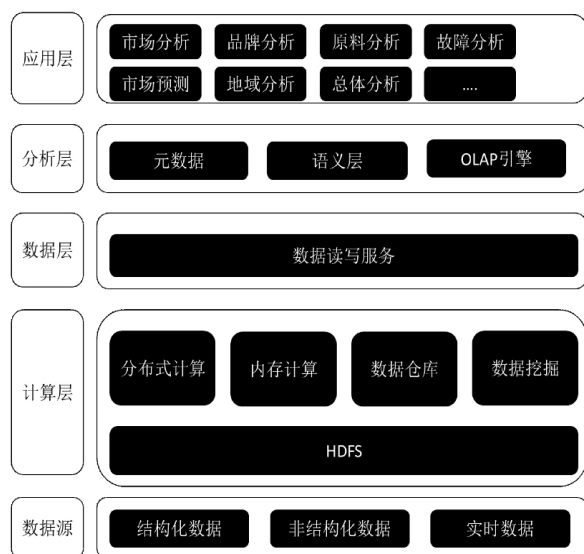 应用层
市场分析 品牌分析 原料分析 故障分析
市场预测 地域分析 总体分析 ....
分析层
元数据 语义层 OLAP引擎
数据层
数据读写服务
计算层
分布式计算 内存计算 数据仓库 数据挖掘
HDFS
数据源
结构化数据 非结构化数据 实时数据